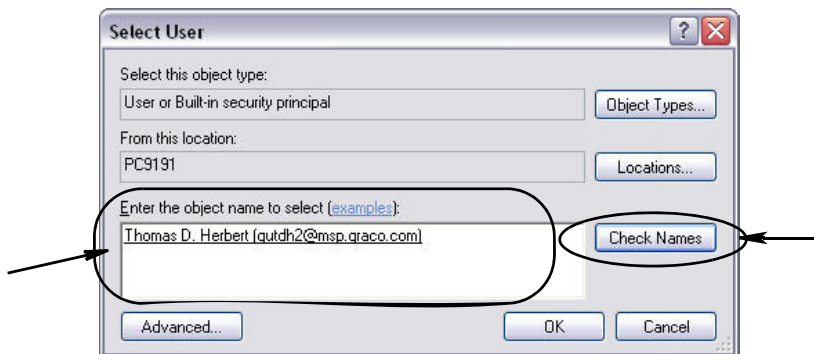 Select User
Select this object type:
User or Built-in security principal
Object Types...
From this location:
PC9191
Locations...
Enter the object name to select (examples):
Thomas D. Herbert (gutdh2@msp.graco.com)
Check Names
Advanced...
OK
Cancel